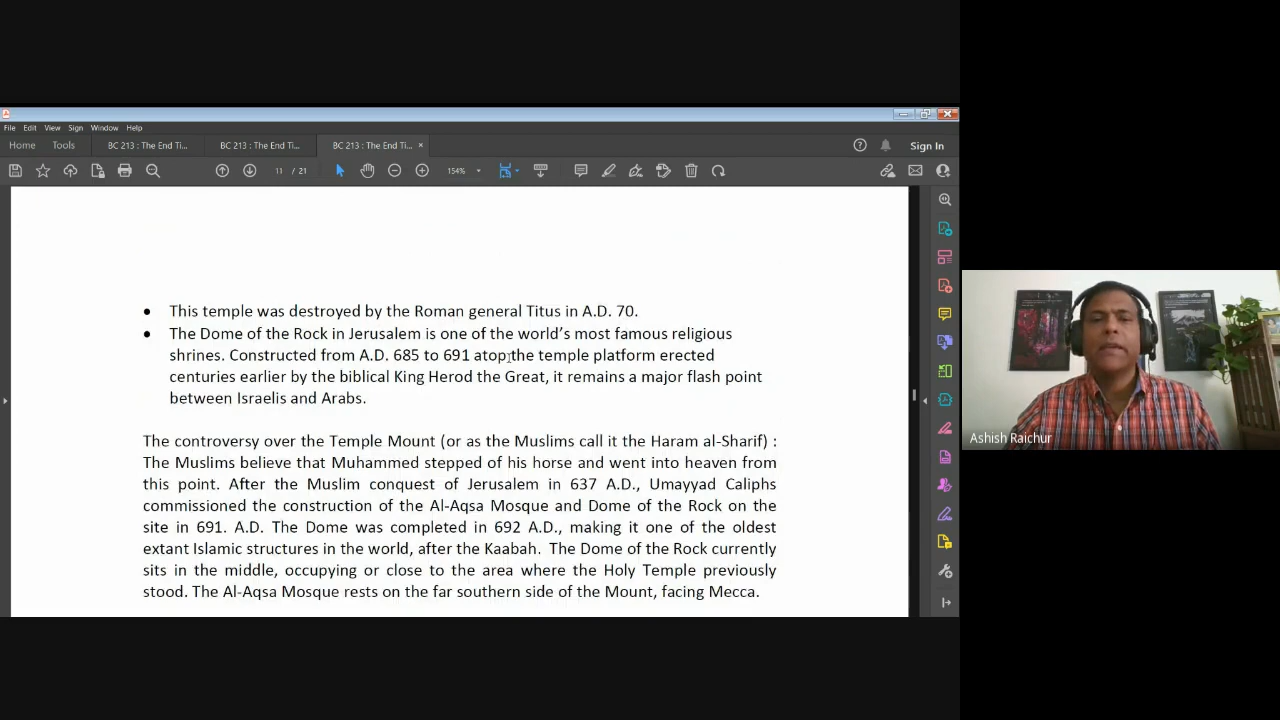 File Edit View Sign Window Help
Home Tools BC 213 : The End Ti... BC 213 : The End Ti... BC 213 : The End Ti... × Sign In
11 / 21 154%
• This temple was destroyed by the Roman general Titus in A.D. 70.
• The Dome of the Rock in Jerusalem is one of the world's most famous religious
shrines. Constructed from A.D. 685 to 691 atop the temple platform erected
centuries earlier by the biblical King Herod the Great, it remains a major flash point
between Israelis and Arabs.
The controversy over the Temple Mount (or as the Muslims call it the Haram al-Sharif) :
The Muslims believe that Muhammed stepped of his horse and went into heaven from
this point. After the Muslim conquest of Jerusalem in 637 A.D., Umayyad Caliphs
commissioned the construction of the Al-Aqsa Mosque and Dome of the Rock on the
site in 691. A.D. The Dome was completed in 692 A.D., making it one of the oldest
extant Islamic structures in the world, after the Kaabah. The Dome of the Rock currently
sits in the middle, occupying or close to the area where the Holy Temple previously
stood. The Al-Aqsa Mosque rests on the far southern side of the Mount, facing Mecca.
Ashish Raichur